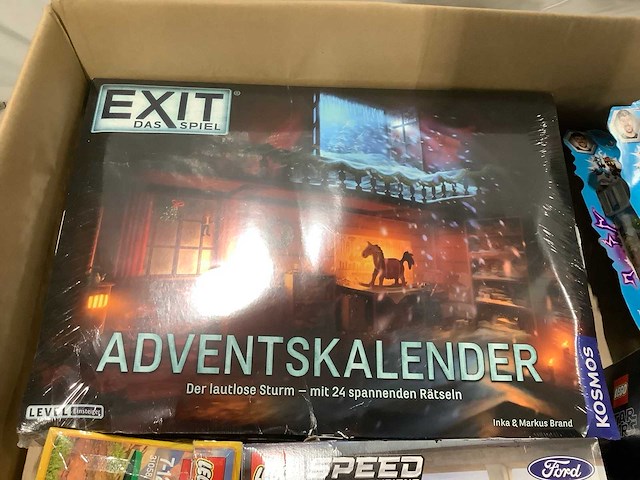 EXIT®
DAS SPIEL
ADVENTSKALENDER
Der lautlose Sturm – mit 24 spannenden Rätseln
LEVEL Einsteiger
Inka & Markus Brand
KOSMOS
LEGO
LEGO
SPEED
Ford